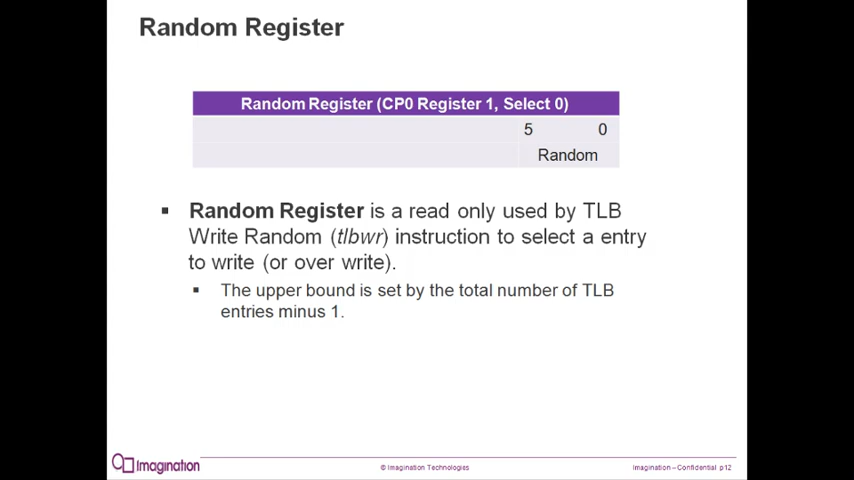 Random Register
Random Register (CP0 Register 1, Select 0)
5 0
Random
▪ Random Register is a read only used by TLB
Write Random (tlbwr) instruction to select a entry
to write (or over write).
▪ The upper bound is set by the total number of TLB
entries minus 1.
Imagination
© Imagination Technologies
Imagination – Confidential p12